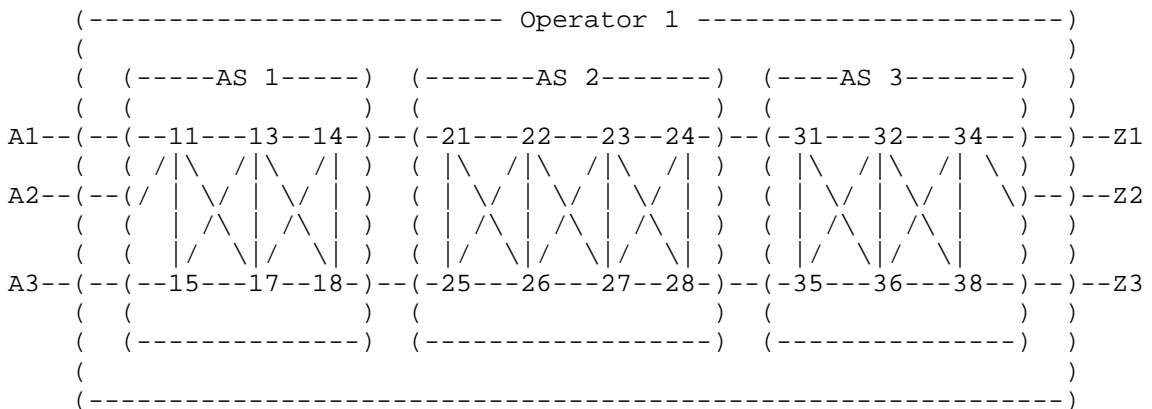 (--------------------------- Operator 1 ------------------------)
(                                                                )
(  (-----AS 1-----)  (-------AS 2-------)  (----AS 3-------)  )
(  (               )  (                   )  (                )  )
A1--(--(--11---13--14-)--(-21---22---23--24-)--(-31---32---34--)--)--Z1
(  ( /|\  /|\  /|  )  ( |\  /|\  /|\  /|  )  ( |\  /|\  /| \  )  )
A2--(--(/ | \/ | \/ |  )  ( | \/ | \/ | \/ |  )  ( | \/ | \/ |  \)--)--Z2
(  (  | /\ | /\ |  )  ( | /\ | /\ | /\ |  )  ( | /\ | /\ |    )  )
(  (  |/  \|/  \|  )  ( |/  \|/  \|/  \|  )  ( |/  \|/  \|    )  )
A3--(--(--15---17--18-)--(-25---26---27--28-)--(-35---36---38--)--)--Z3
(  (               )  (                   )  (                )  )
(  (--------------)  (------------------)  (---------------)  )
(                                                                )
(----------------------------------------------------------------)